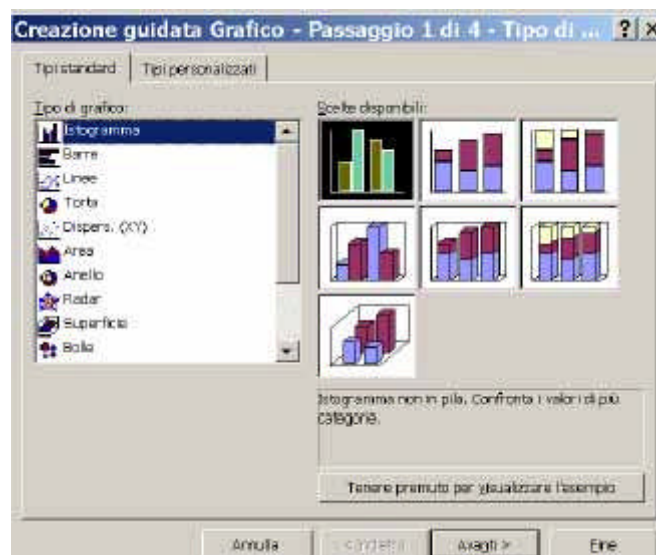 Creazione guidata Grafico - Passaggio 1 di 4 - Tipo di ...
Tipi standard
Tipi personalizzati
Tipo di grafico:
Istogramma
Barre
Linee
Torta
Dispers. (XY)
Area
Anello
Radar
Superficie
Bolle
Scelte disponibili:
Istogramma non in pila. Confronta i valori di più
categorie.
Tenere premuto per visualizzare l'esempio
Annulla
< Indietro
Avanti >
Fine